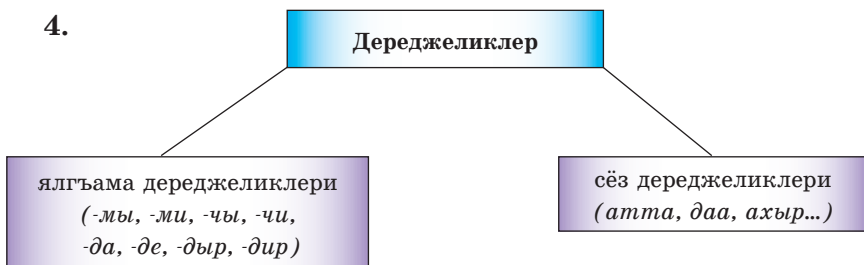 4.
Дереджеликлер
ялгъама дереджеликлери
(-мы, -ми, -чы, -чи,
-да, -де, -дыр, -дир)
сёз дереджеликлери
(атта, даа, ахыр...)